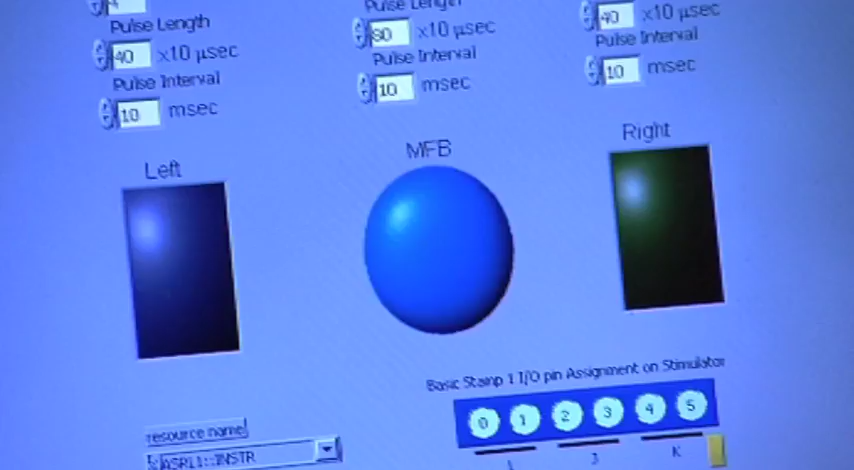 Pulse Length
40 x10 µsec
Pulse Interval
10 msec
Pulse Length
80 x10 µsec
Pulse Interval
10 msec
40 x10 µsec
Pulse Interval
10 msec
Left
MFB
Right
Basic Stamp 1 I/O pin Assignment on Stimulator
0 1 2 3 4 5
J K
resource name
ASRL1::INSTR